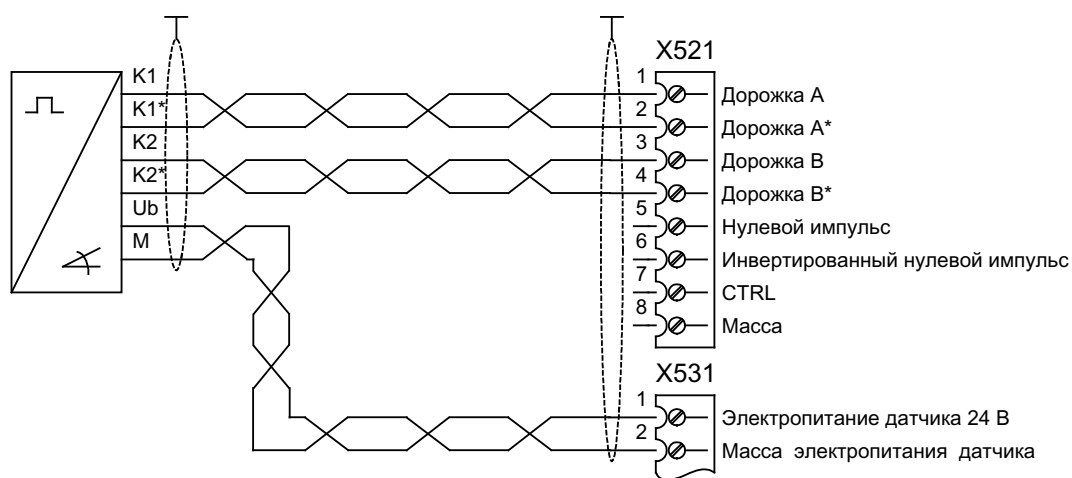 X521
K1
K1*
K2
K2*
Ub
M
1
2
3
4
5
6
7
8
Дорожка A
Дорожка A*
Дорожка B
Дорожка B*
Нулевой импульс
Инвертированный нулевой импульс
CTRL
Масса
X531
1
2
Электропитание датчика 24 В
Масса электропитания датчика